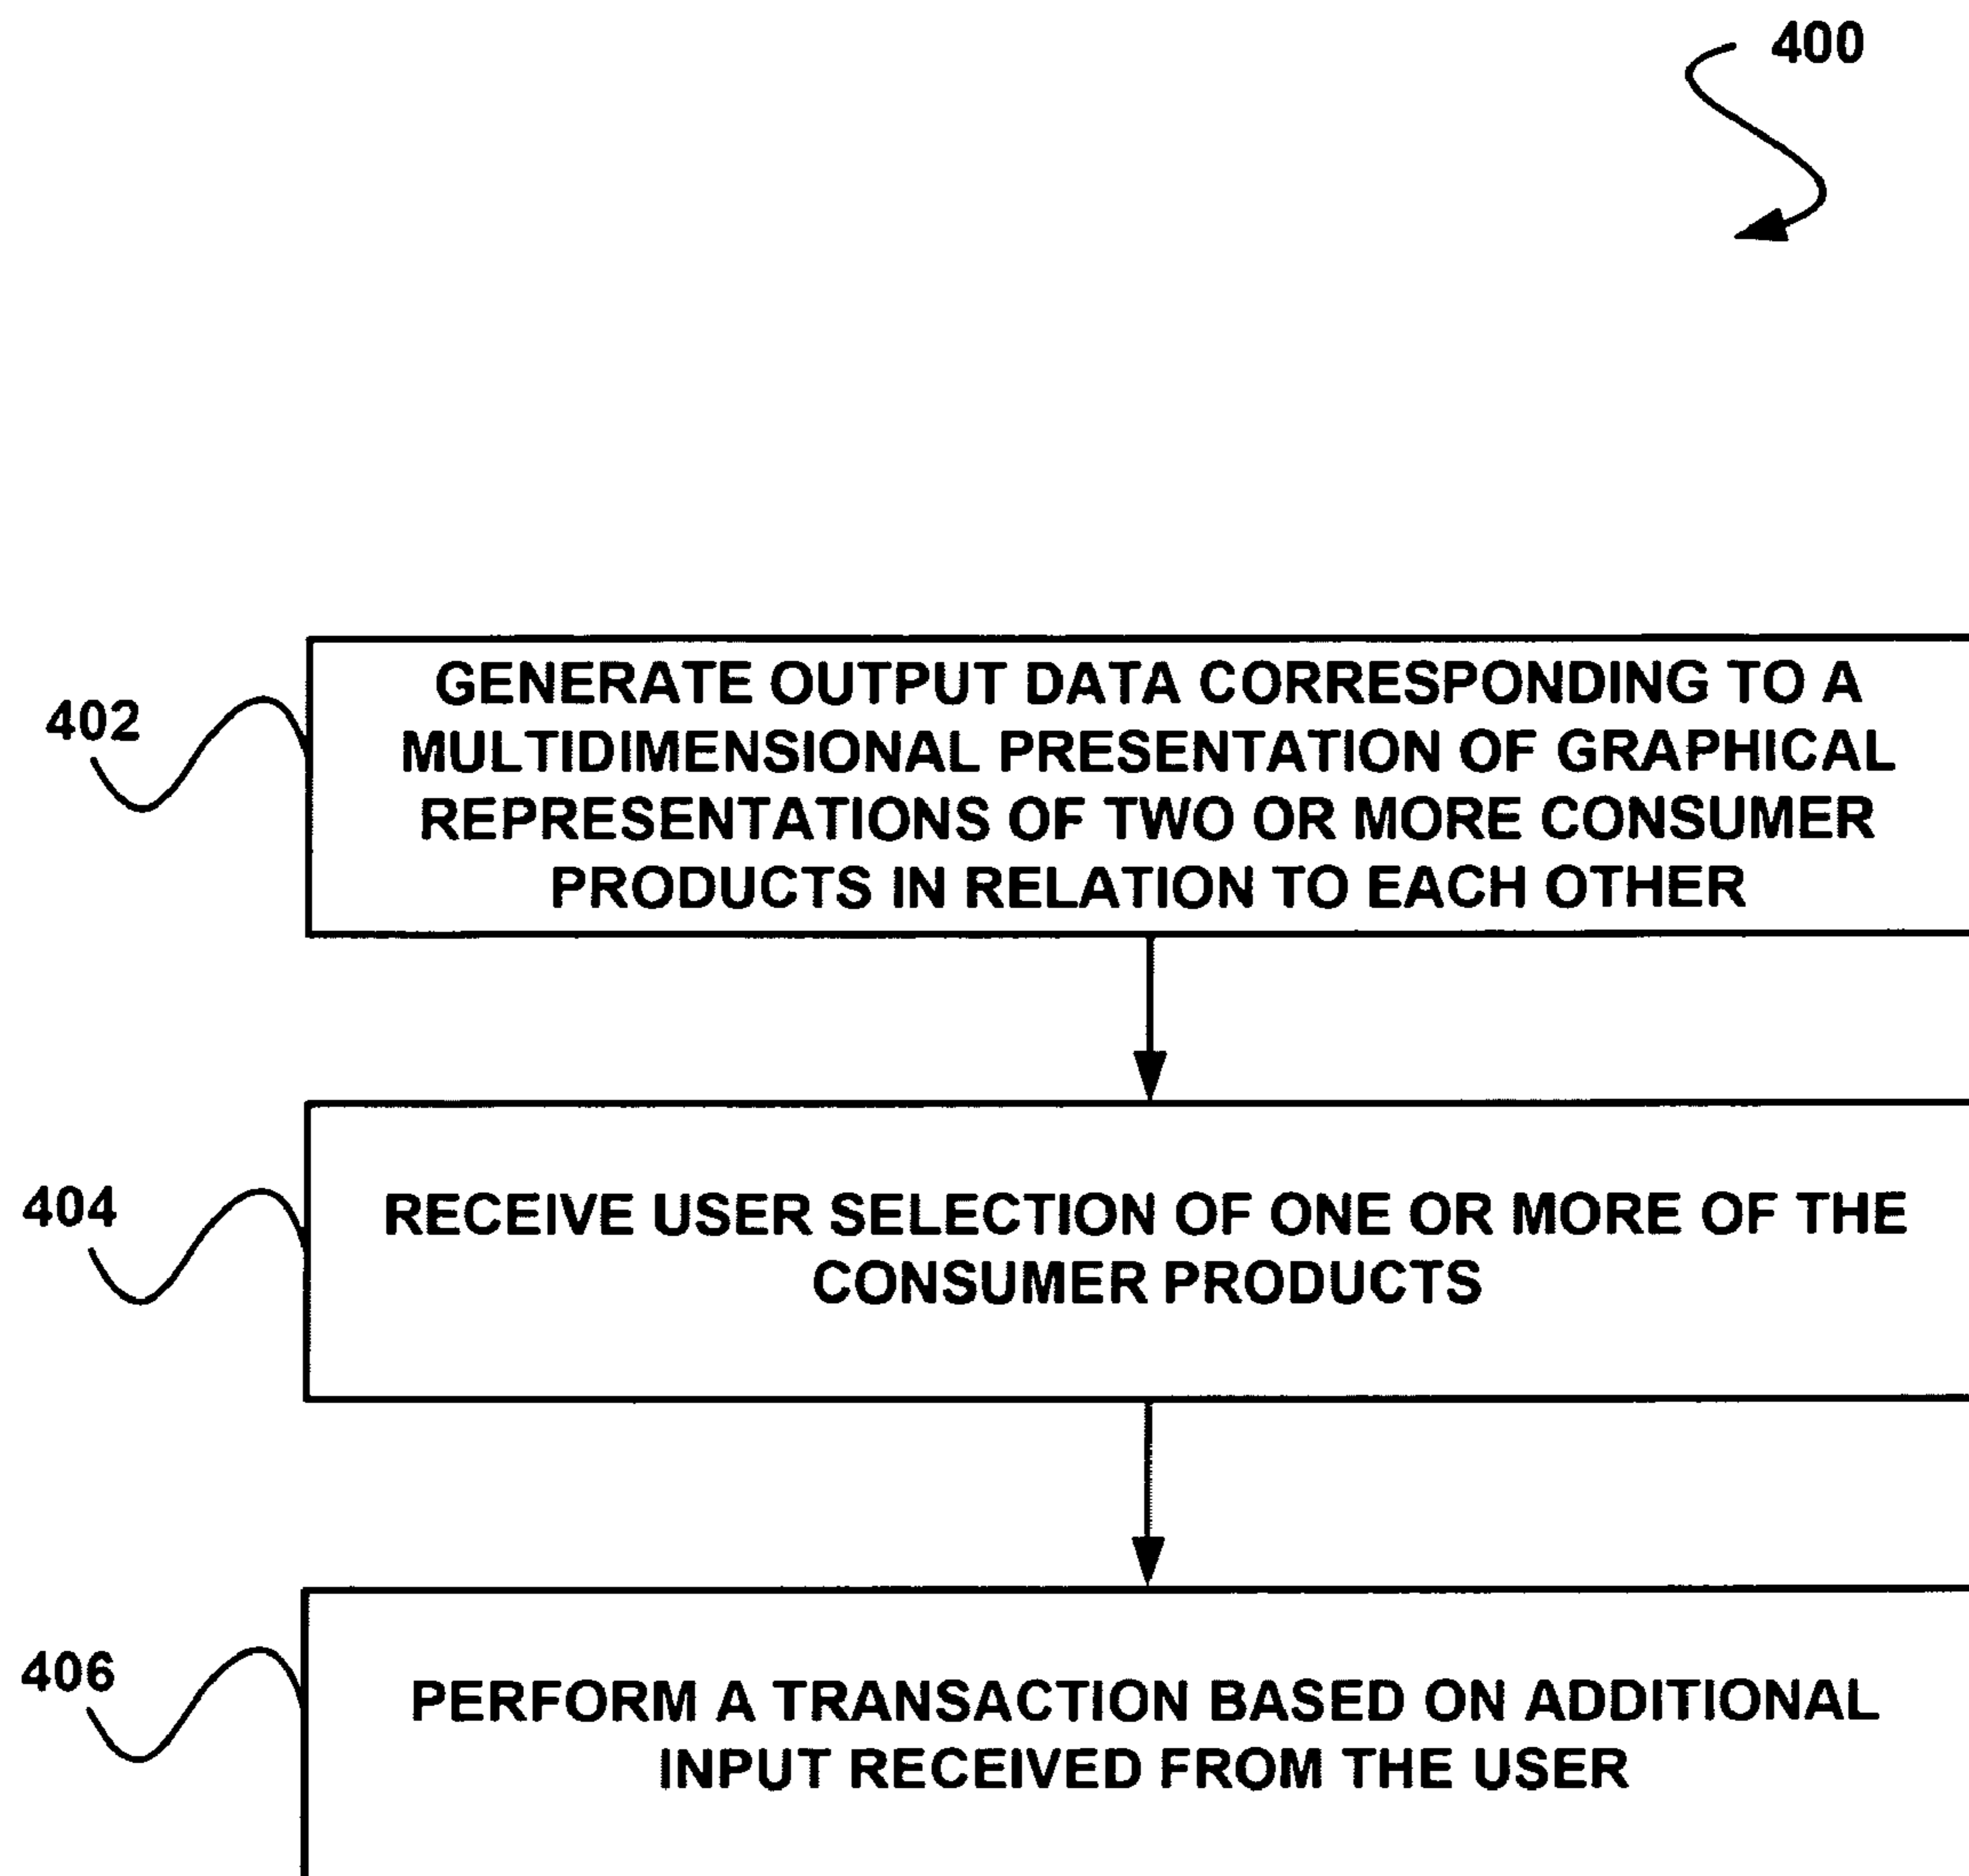 400
402
GENERATE OUTPUT DATA CORRESPONDING TO A
MULTIDIMENSIONAL PRESENTATION OF GRAPHICAL
REPRESENTATIONS OF TWO OR MORE CONSUMER
PRODUCTS IN RELATION TO EACH OTHER
404
RECEIVE USER SELECTION OF ONE OR MORE OF THE
CONSUMER PRODUCTS
406
PERFORM A TRANSACTION BASED ON ADDITIONAL
INPUT RECEIVED FROM THE USER